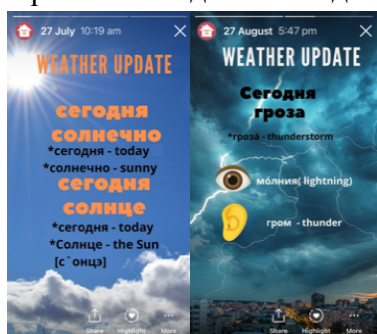 27 July 10:19 am
WEATHER UPDATE
сегодня
солнечно
*сегодня - today
*солнечно - sunny
сегодня
солнце
*сегодня - today
*Солнце - the Sun
[с`онцэ]
Share Highlight More
27 August 5:47 pm
WEATHER UPDATE
Сегодня
гроза
*грозá - thunderstorm
мóлния( lightning)
гром - thunder
Share Highlight More